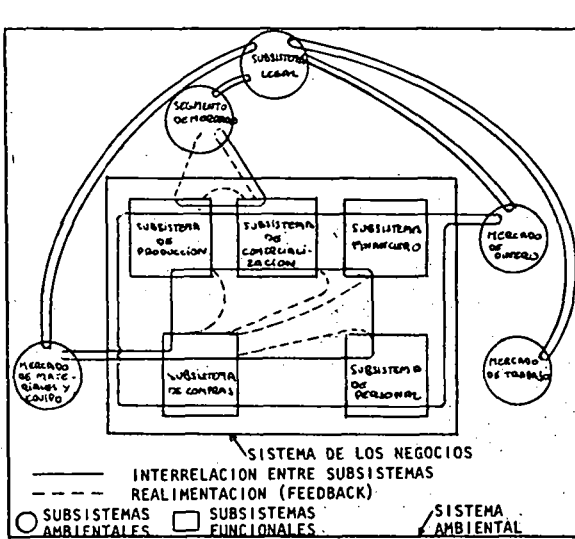 SUBSISTEMA
LEGAL
SEGMENTO
DE MERCADO
SUBSISTEMA
DE
PRODUCCIÓN
SUBSISTEMA
DE
COMERCIALI-
ZACIÓN
SUBSISTEMA
FINANCIERO
MERCADO
DE
DINERO
MERCADO
DE MATE-
RIALES Y
EQUIPO
SUBSISTEMA
DE COMPRAS
SUBSISTEMA
DE
PERSONAL
MERCADO
DE TRABAJO
SISTEMA DE LOS NEGOCIOS
INTERRELACION ENTRE SUBSISTEMAS
REALIMENTACION (FEEDBACK)
SUBSISTEMAS
AMBIENTALES
SUBSISTEMAS
FUNCIONALES
SISTEMA
AMBIENTAL